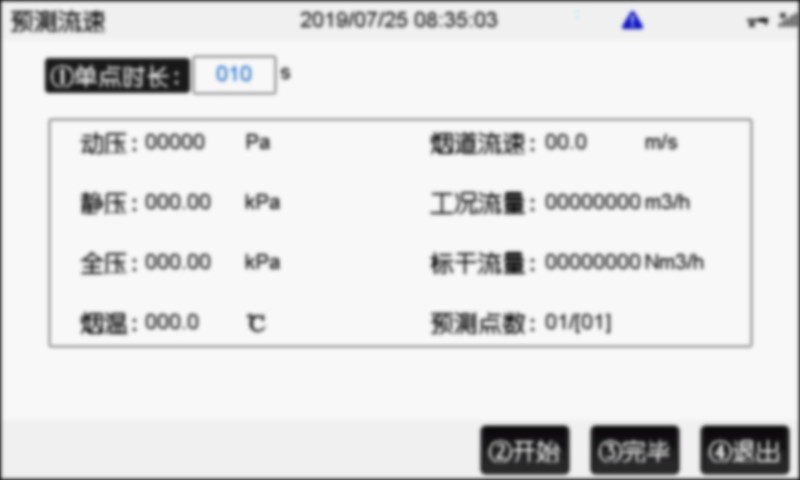 预测流速 2019/07/25 08:35:03
①单点时长: 010 s
动压: 00000 Pa 烟道流速: 00.0 m/s
静压: 000.00 kPa 工况流量: 00000000 m3/h
全压: 000.00 kPa 标干流量: 00000000 Nm3/h
烟温: 000.0 ℃ 预测点数: 01/[01]
②开始 ③完毕 ④退出